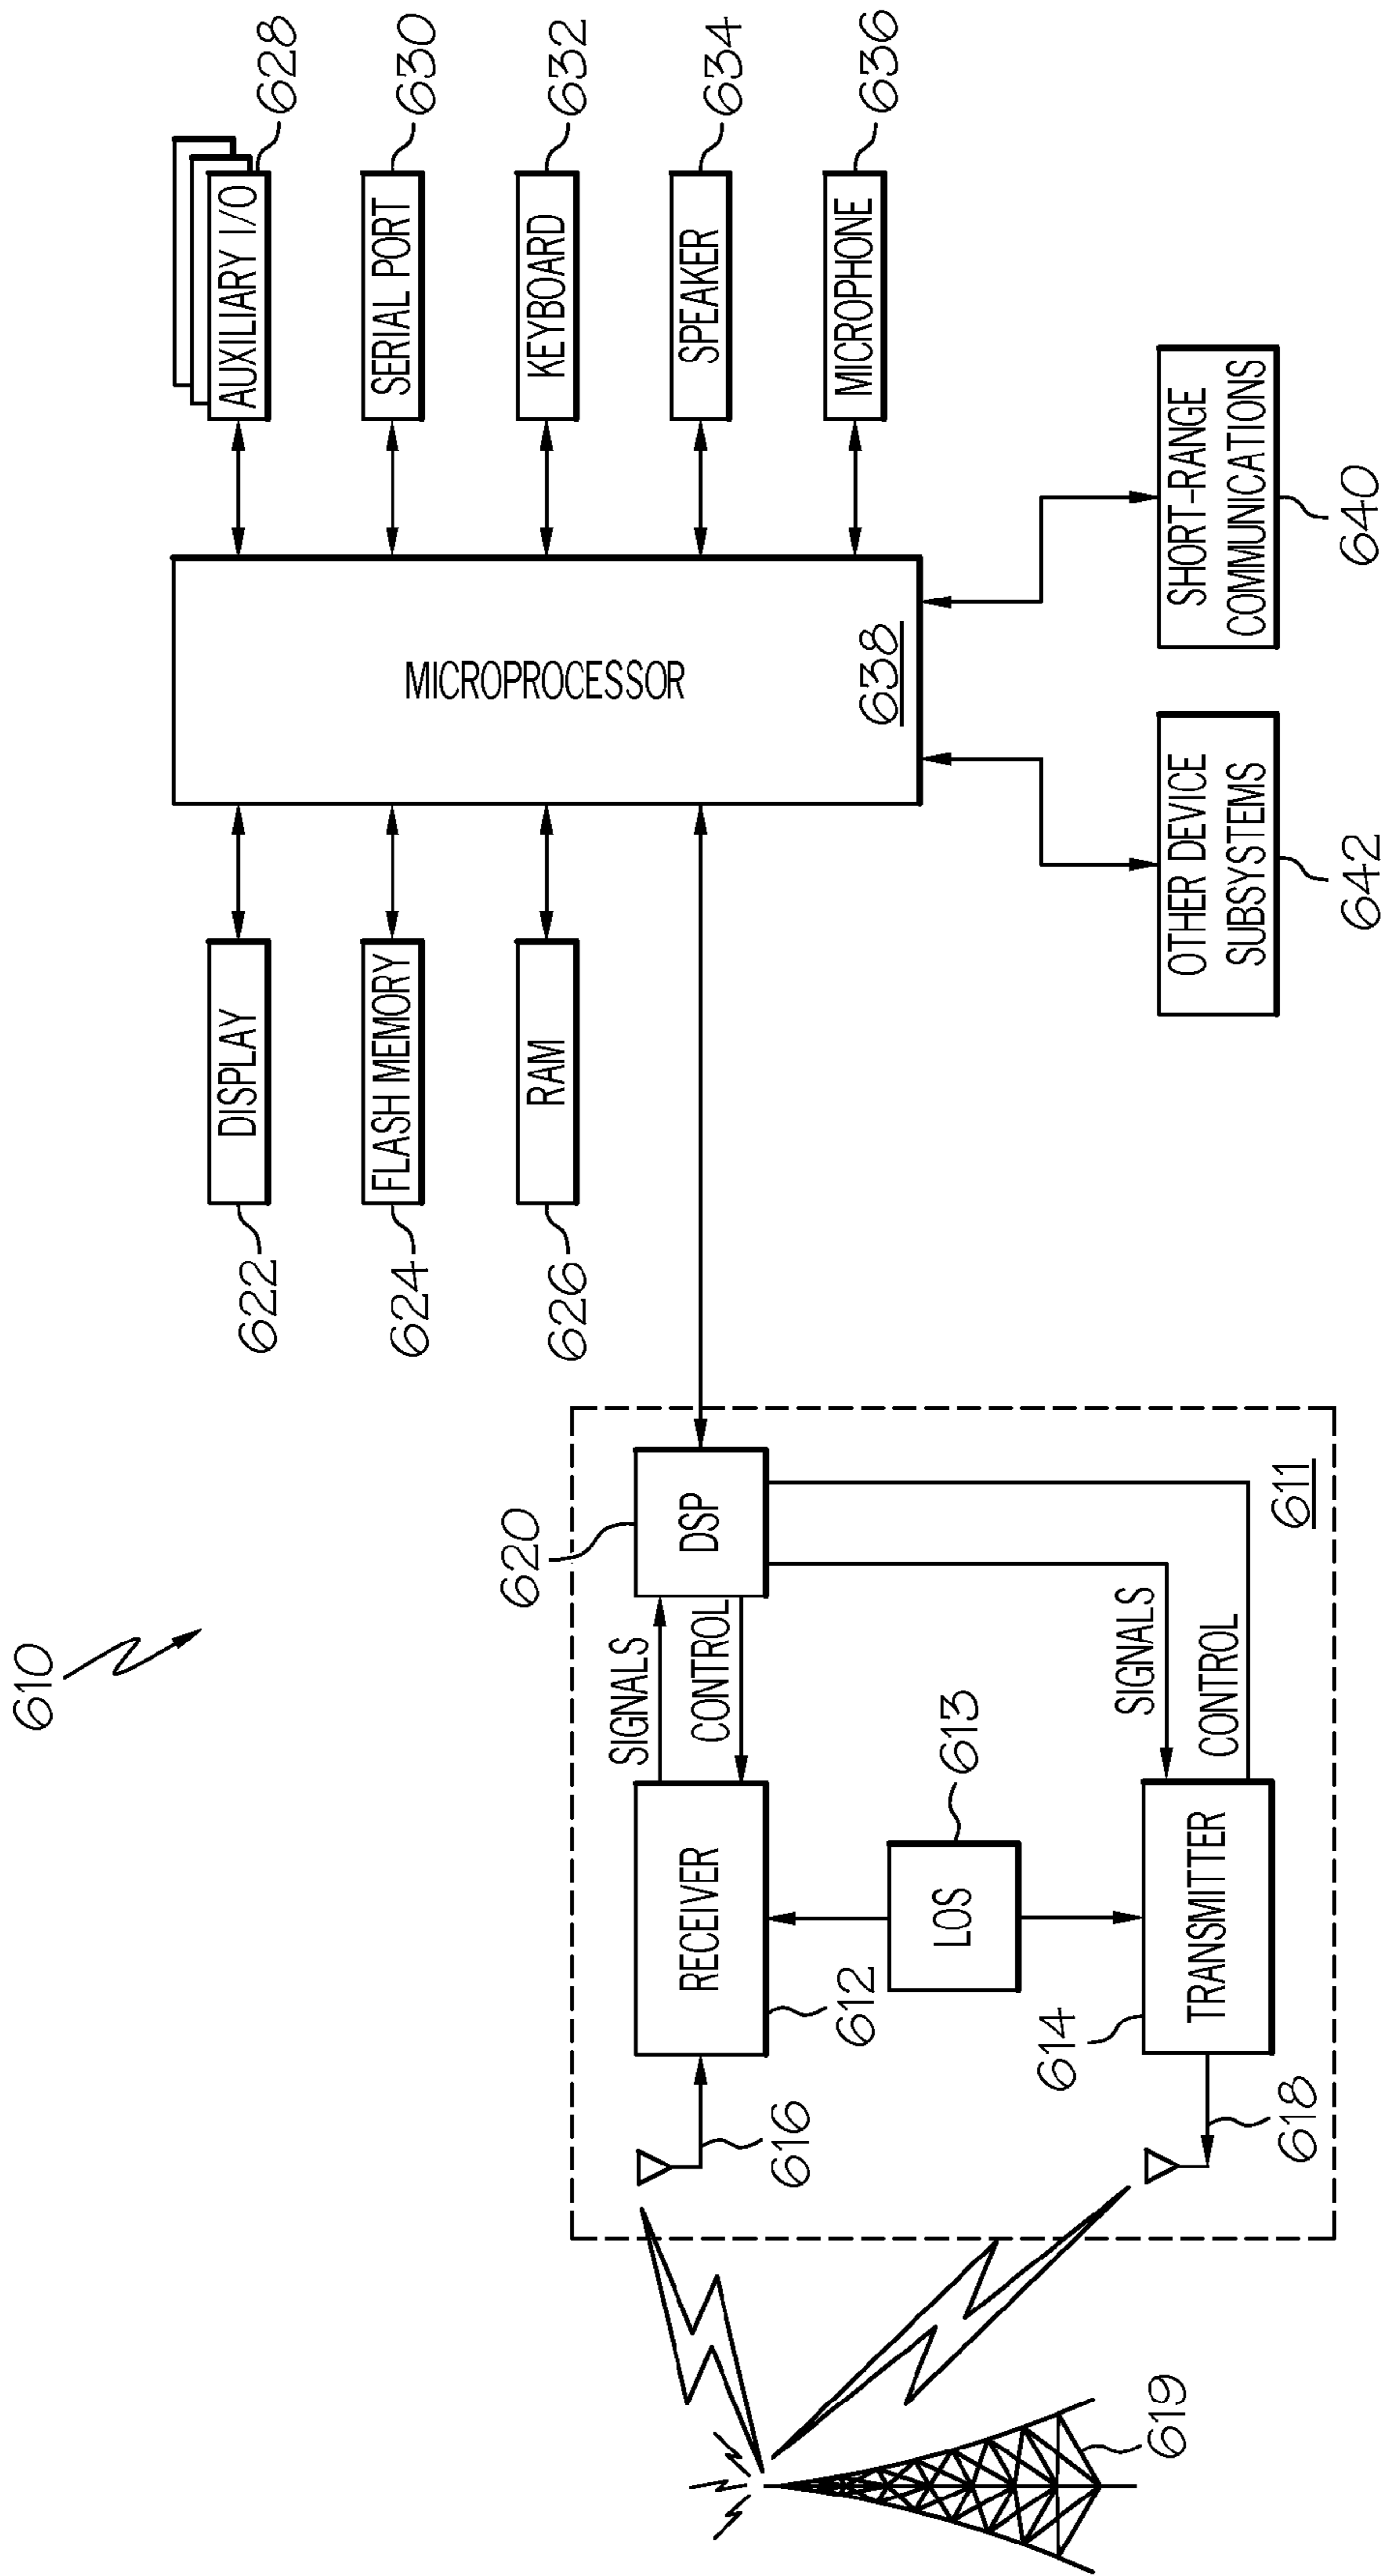 610
DISPLAY
622
FLASH MEMORY
624
RAM
626
MICROPROCESSOR
638
AUXILIARY I/O
628
SERIAL PORT
630
KEYBOARD
632
SPEAKER
634
MICROPHONE
636
620
DSP
SIGNALS
CONTROL
RECEIVER
612
616
LOS
613
SIGNALS
CONTROL
TRANSMITTER
614
618
611
619
OTHER DEVICE
SUBSYSTEMS
642
SHORT-RANGE
COMMUNICATIONS
640